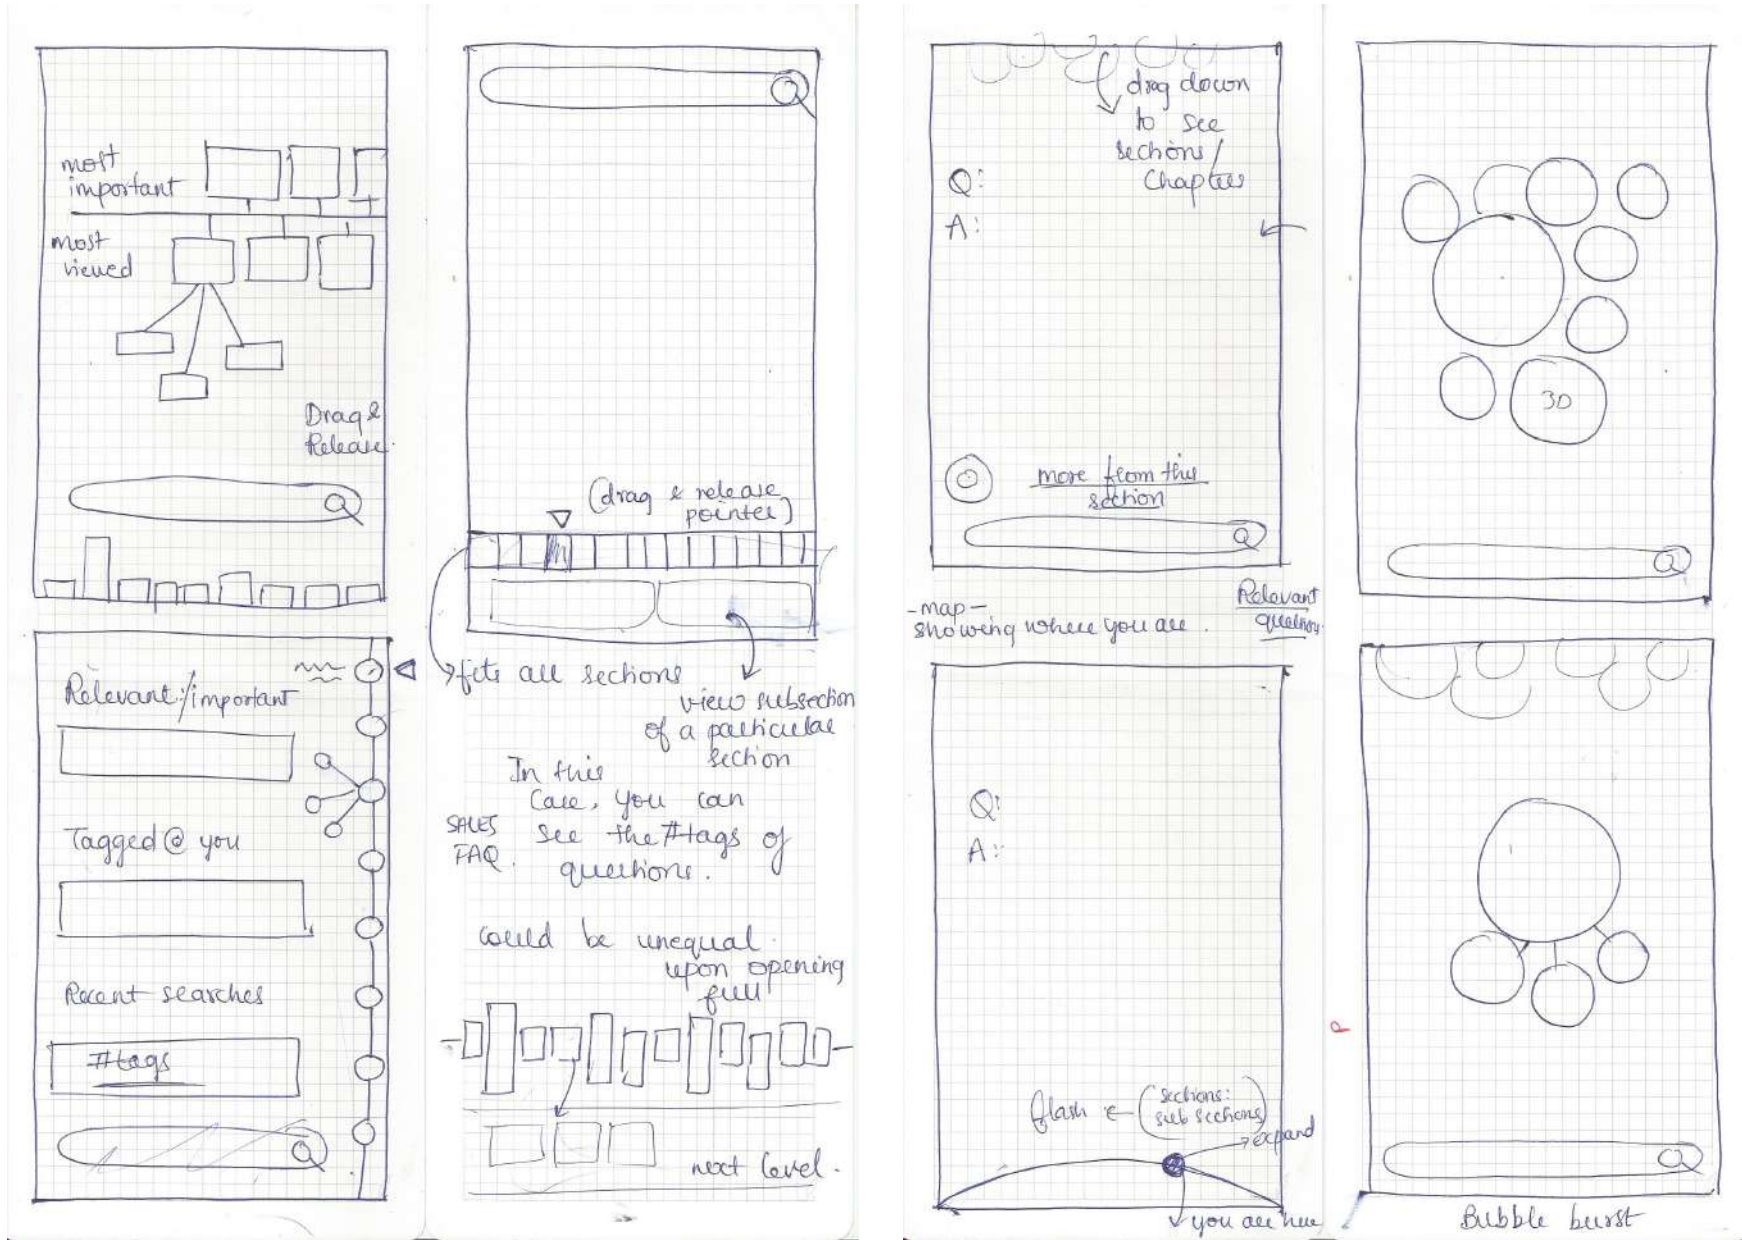 most
important
most
viewed
Drag &
Release.
Relevant/important
Tagged @ you
Recent searches
#tags
(drag & release
pointer)
fits all sections
view subsection
of a particular
section
In this
case, you can
see the #tags of
questions.
SALES
FAQ.
could be unequal.
upon opening
full
next level.
drag down
to see
sections/
Chapters
Q:
A:
more from this
section
-map-
showing where you are.
Relevant
questions.
Q:
A:
flash ← (sections:
sub sections)
expand
you are here
3D
Bubble burst